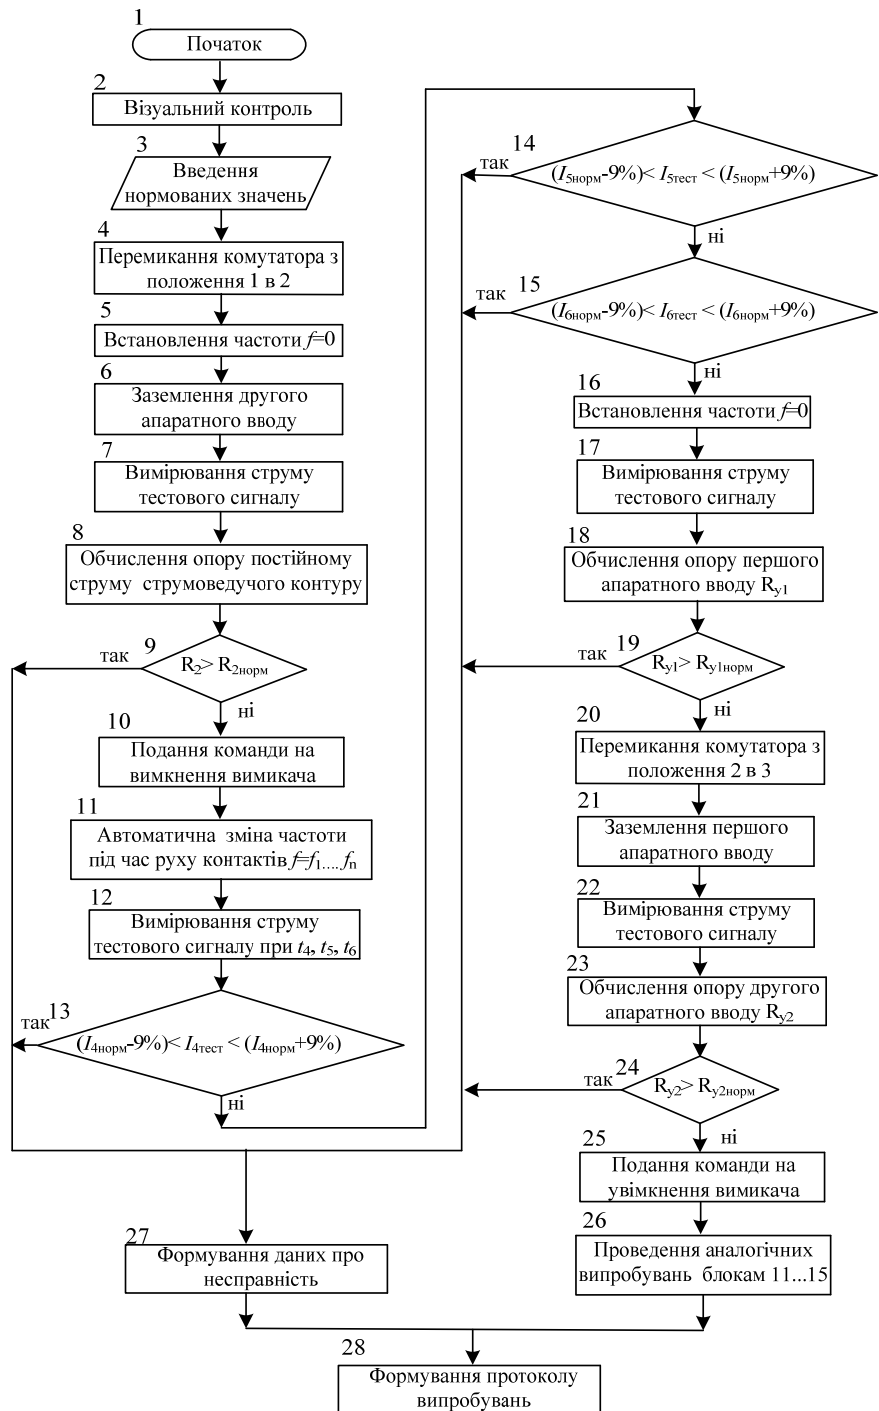 1
Початок
2
Візуальний контроль
3
Введення
нормованих значень
4
Перемикання комутатора з
положення 1 в 2
5
Встановлення частоти f=0
6
Заземлення другого
апаратного вводу
7
Вимірювання струму
тестового сигналу
8
Обчислення опору постійному
струму струмоведучого контуру
9
так
R2> R2норм
ні
10
Подання команди на
вимкнення вимикача
11
Автоматична зміна частоти
під час руху контактів f=f1....fn
12
Вимірювання струму
тестового сигналу при t4, t5, t6
13
так
(I4норм-9%)< I4тест < (I4норм+9%)
ні
14
так
(I5норм-9%)< I5тест < (I5норм+9%)
ні
15
так
(I6норм-9%)< I6тест < (I6норм+9%)
ні
16
Встановлення частоти f=0
17
Вимірювання струму
тестового сигналу
18
Обчислення опору першого
апаратного вводу Ry1
19
так
Ry1> Ry1норм
ні
20
Перемикання комутатора з
положення 2 в 3
21
Заземлення першого
апаратного вводу
22
Вимірювання струму
тестового сигналу
23
Обчислення опору другого
апаратного вводу Ry2
24
так
Ry2> Ry2норм
ні
25
Подання команди на
увімкнення вимикача
26
Проведення аналогічних
випробувань блокам 11...15
27
Формування даних про
несправність
28
Формування протоколу
випробувань